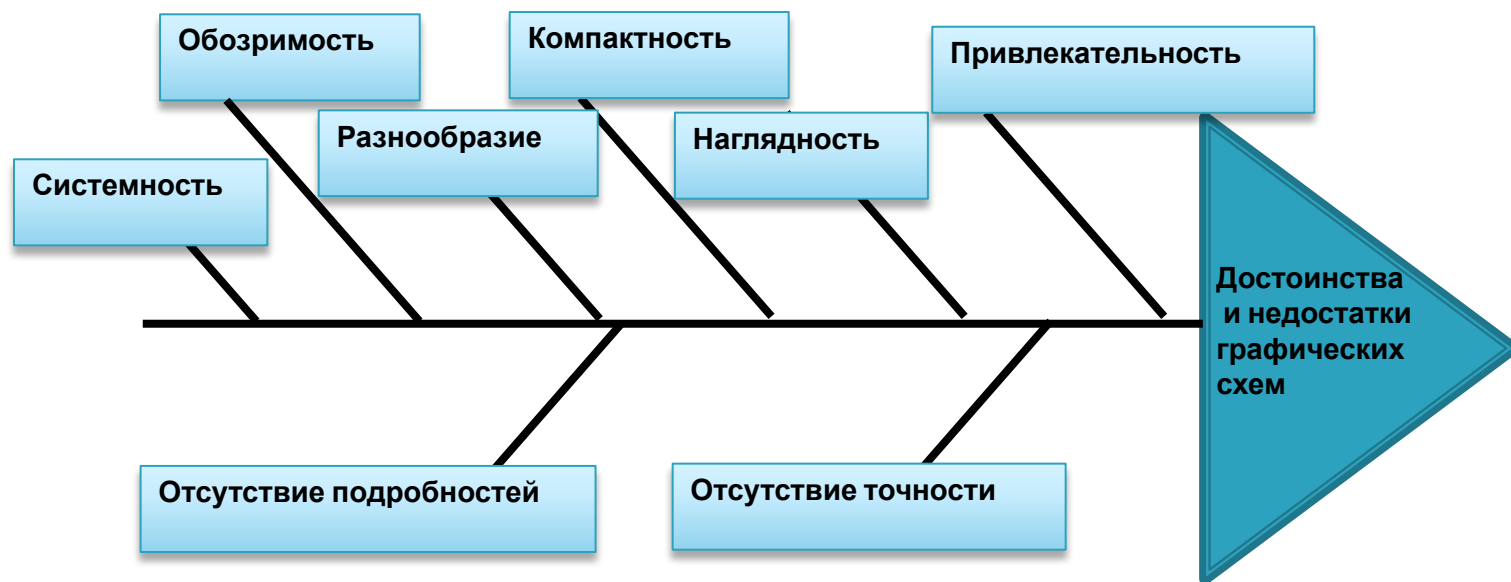 Обозримость
Компактность
Привлекательность
Разнообразие
Наглядность
Системность
Достоинства
и недостатки
графических
схем
Отсутствие подробностей
Отсутствие точности